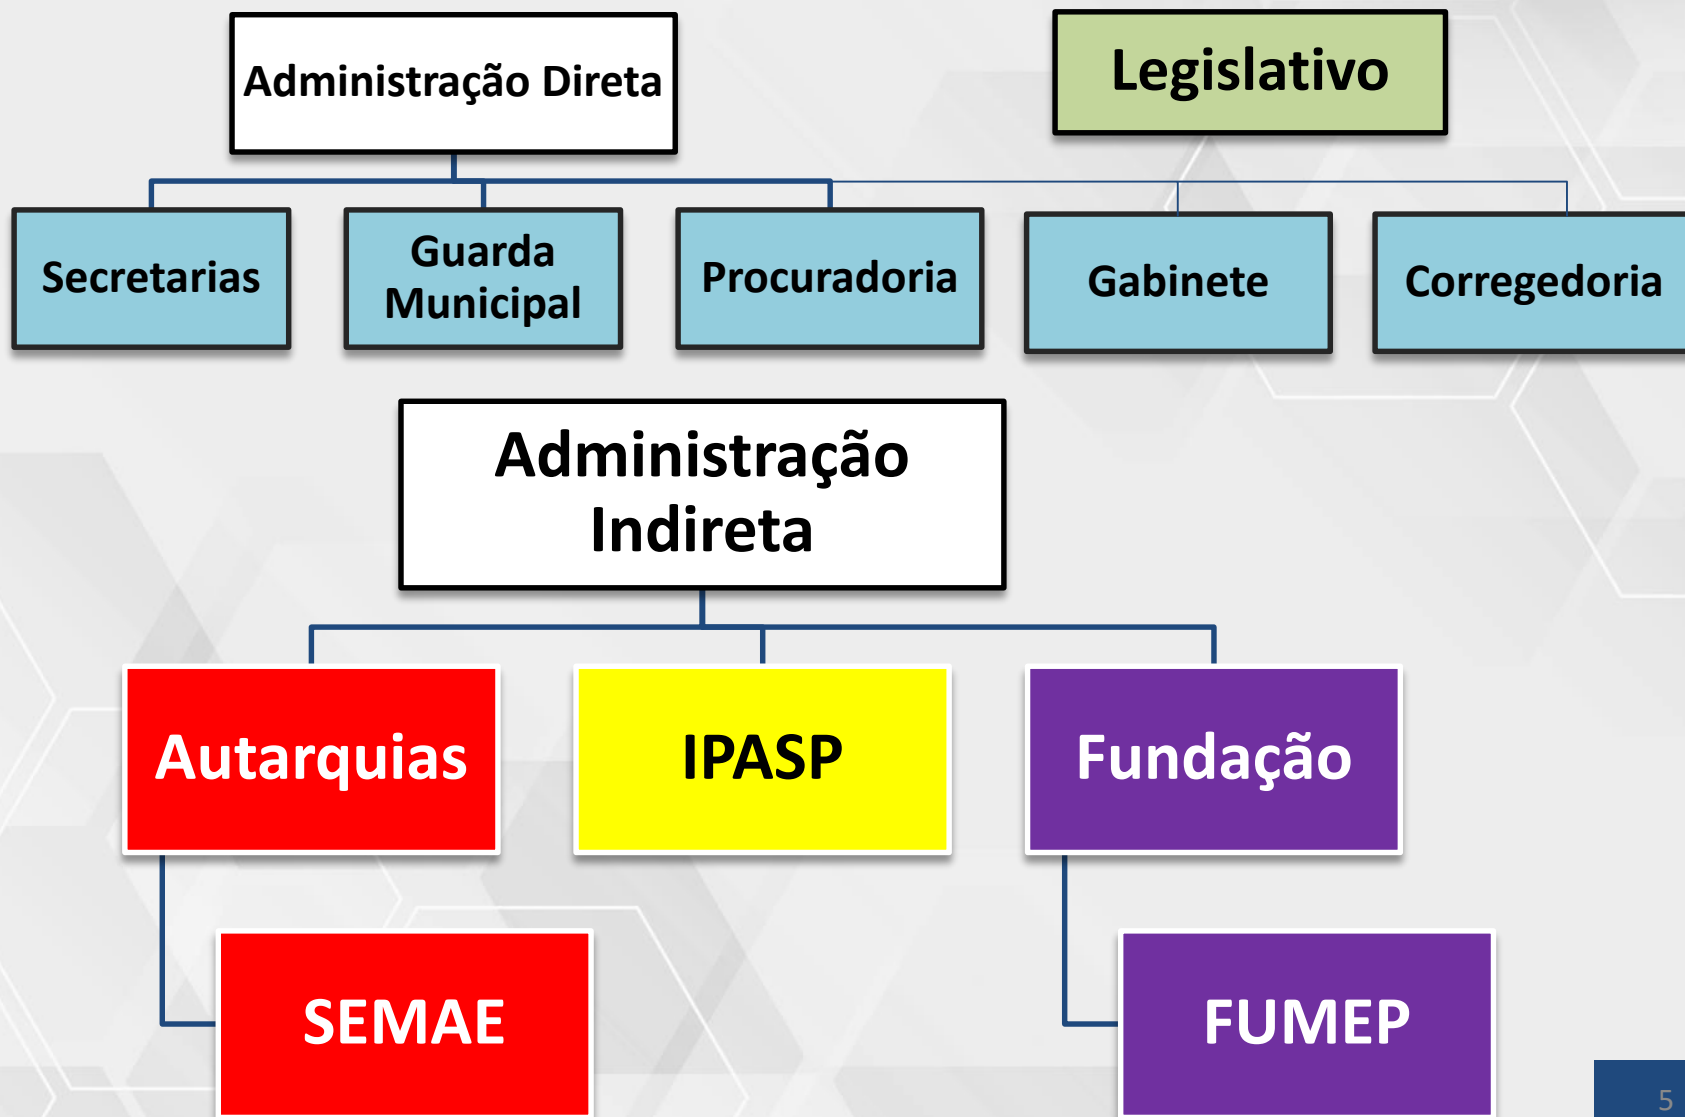 Administração Direta
Legislativo
Secretarias
Guarda
Municipal
Procuradoria
Gabinete
Corregedoria
Administração
Indireta
Autarquias
IPASP
Fundação
SEMAE
FUMEP
5